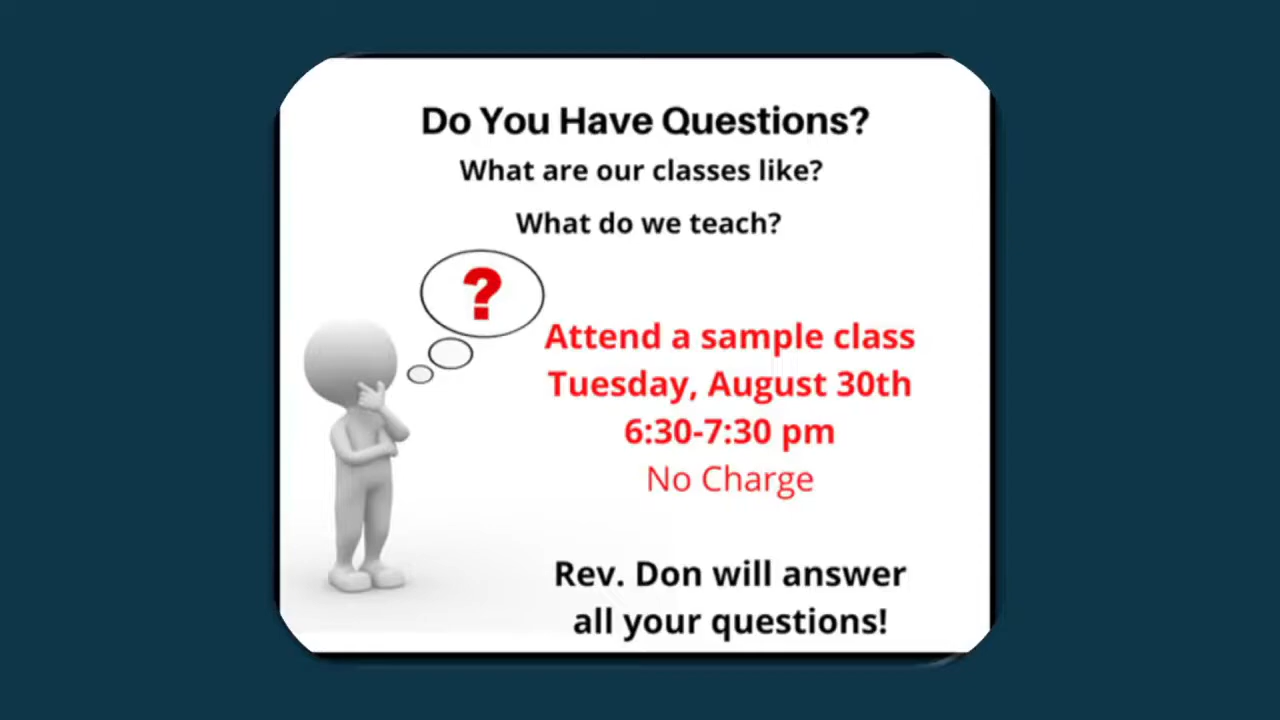 Do You Have Questions?
What are our classes like?
What do we teach?
?
Attend a sample class
Tuesday, August 30th
6:30-7:30 pm
No Charge
Rev. Don will answer
all your questions!